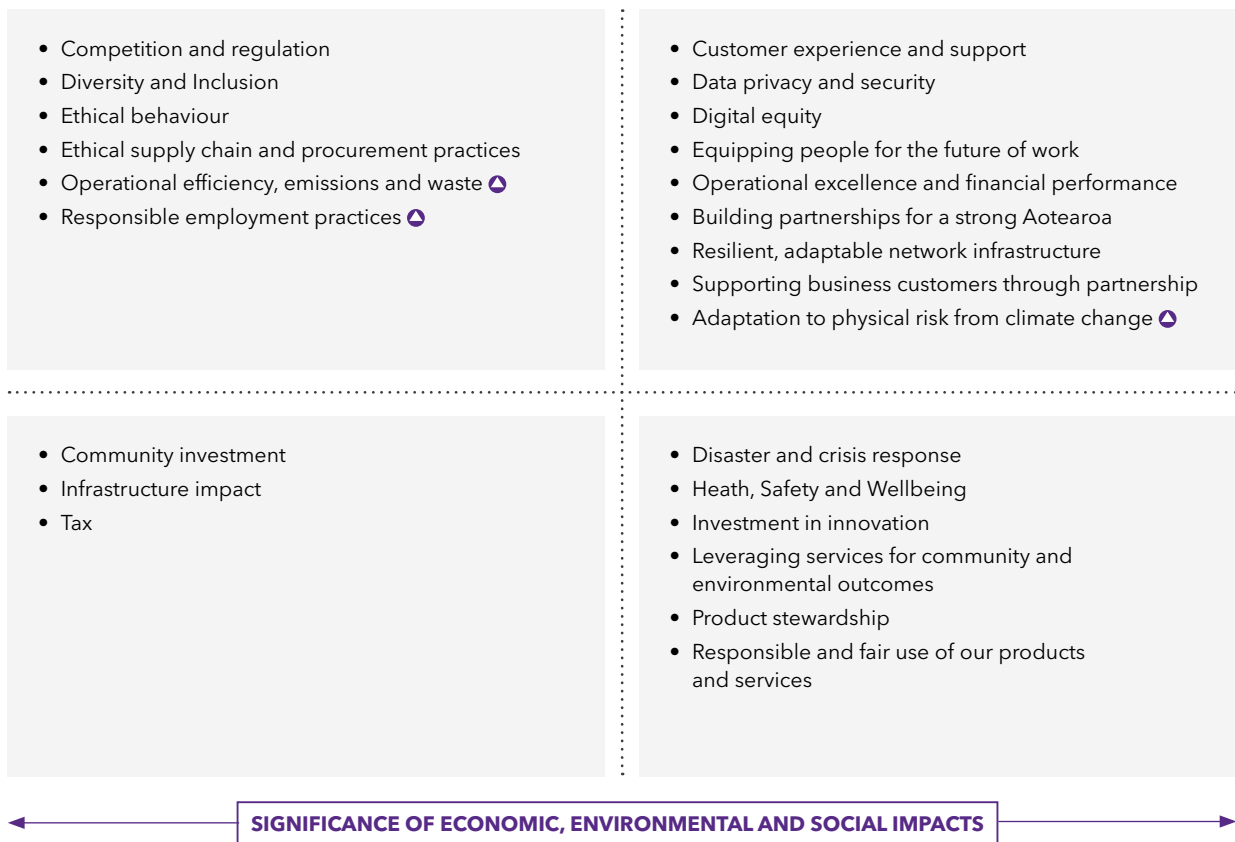 • Competition and regulation
• Diversity and Inclusion
• Ethical behaviour
• Ethical supply chain and procurement practices
• Operational efficiency, emissions and waste
• Responsible employment practices
• Customer experience and support
• Data privacy and security
• Digital equity
• Equipping people for the future of work
• Operational excellence and financial performance
• Building partnerships for a strong Aotearoa
• Resilient, adaptable network infrastructure
• Supporting business customers through partnership
• Adaptation to physical risk from climate change
• Community investment
• Infrastructure impact
• Tax
• Disaster and crisis response
• Heath, Safety and Wellbeing
• Investment in innovation
• Leveraging services for community and
environmental outcomes
• Product stewardship
• Responsible and fair use of our products
and services
SIGNIFICANCE OF ECONOMIC, ENVIRONMENTAL AND SOCIAL IMPACTS